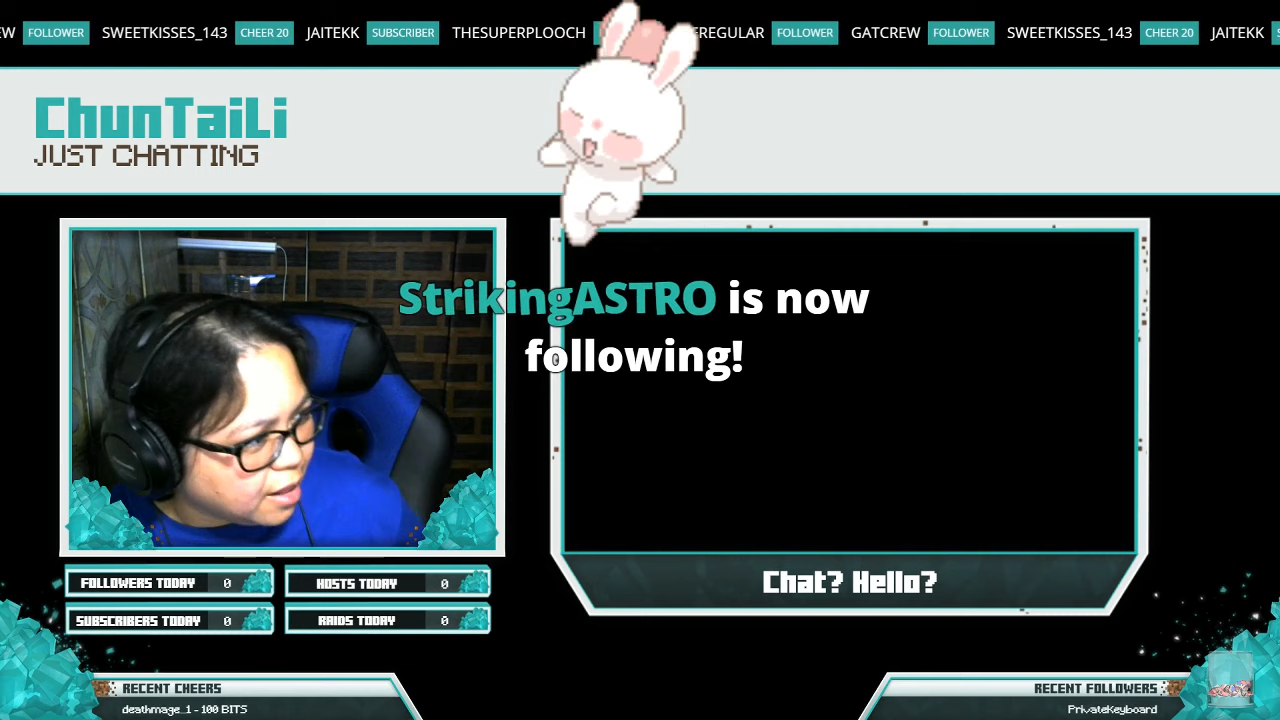 EW FOLLOWER SWEETKISSES_143 CHEER 20 JAITEKK SUBSCRIBER THESUPERPLOOCH REGULAR FOLLOWER GATCREW FOLLOWER SWEETKISSES_143 CHEER 20 JAITEKK
ChunTaiLi
JUST CHATTING
StrikingASTRO is now
following!
Chat? Hello?
FOLLOWERS TODAY 0
HOSTS TODAY 0
SUBSCRIBERS TODAY 0
RAIDS TODAY 0
RECENT CHEERS
deathmage_1 - 100 BITS
RECENT FOLLOWERS
PrivateKeyboard